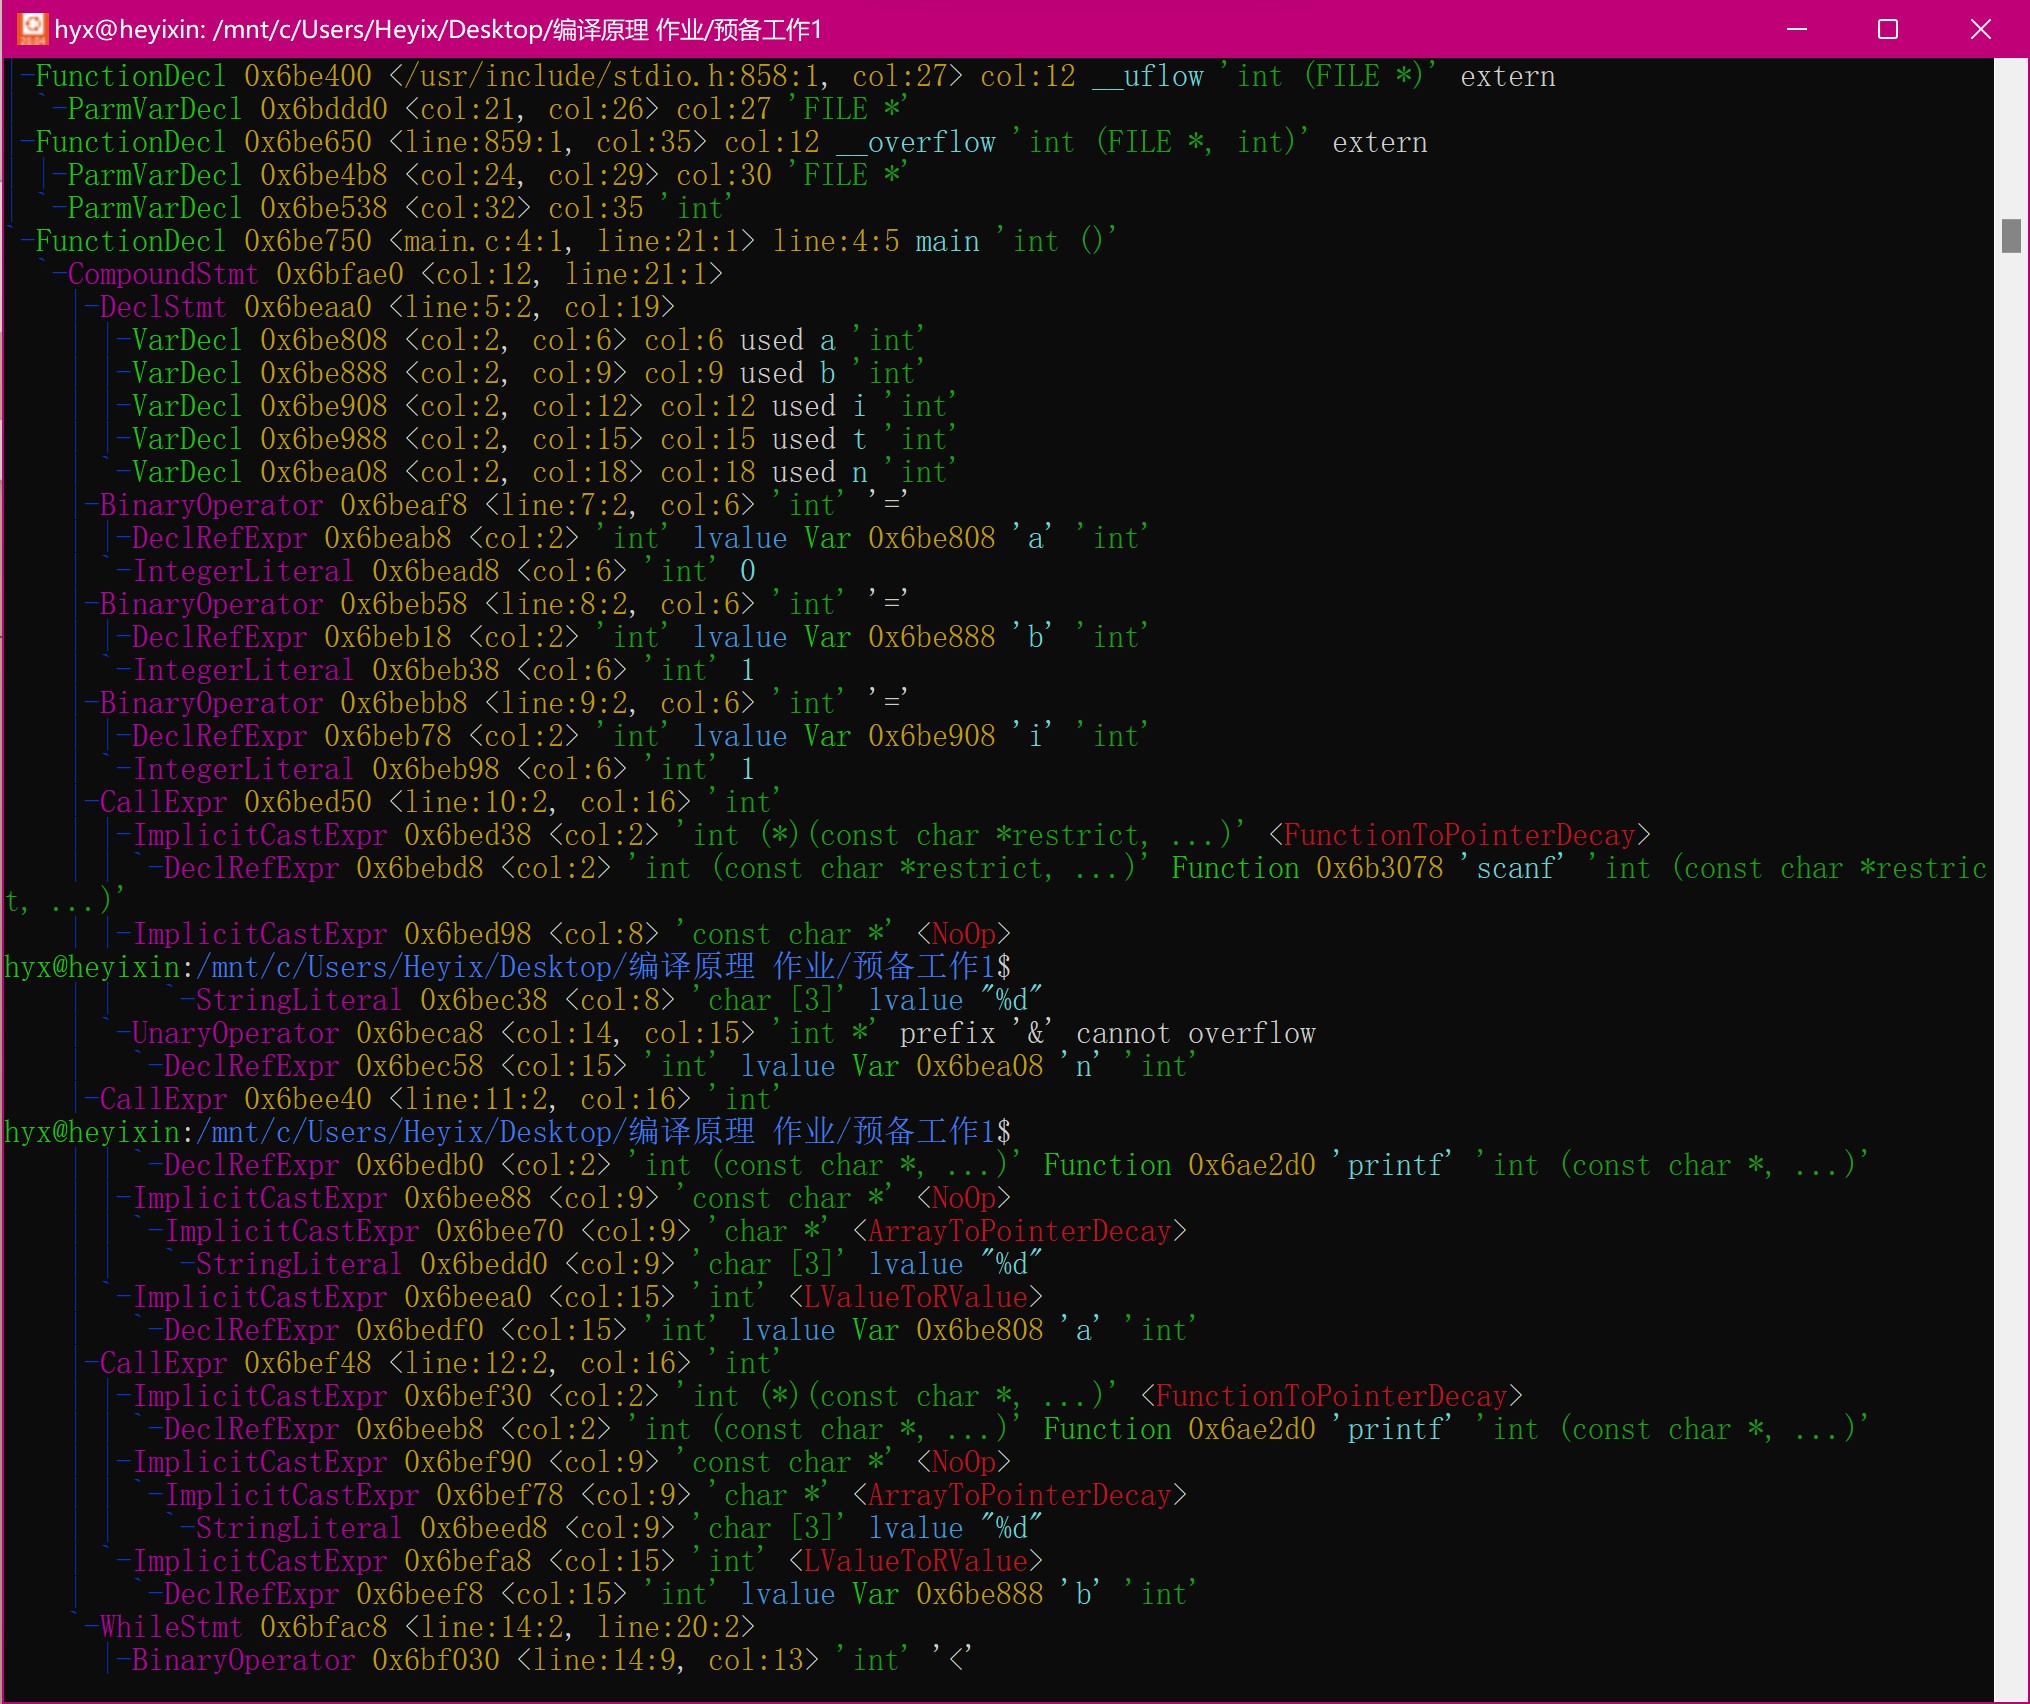 hyx@heyixin: /mnt/c/Users/Heyix/Desktop/编译原理 作业/预备工作1
|-FunctionDecl 0x6be400 </usr/include/stdio.h:858:1, col:27> col:12 __uflow 'int (FILE *)' extern
| `-ParmVarDecl 0x6bddd0 <col:21, col:26> col:27 'FILE *'
|-FunctionDecl 0x6be650 <line:859:1, col:35> col:12 __overflow 'int (FILE *, int)' extern
| |-ParmVarDecl 0x6be4b8 <col:24, col:29> col:30 'FILE *'
| `-ParmVarDecl 0x6be538 <col:32> col:35 'int'
`-FunctionDecl 0x6be750 <main.c:4:1, line:21:1> line:4:5 main 'int ()'
  `-CompoundStmt 0x6bfae0 <col:12, line:21:1>
    |-DeclStmt 0x6beaa0 <line:5:2, col:19>
    | |-VarDecl 0x6be808 <col:2, col:6> col:6 used a 'int'
    | |-VarDecl 0x6be888 <col:2, col:9> col:9 used b 'int'
    | |-VarDecl 0x6be908 <col:2, col:12> col:12 used i 'int'
    | |-VarDecl 0x6be988 <col:2, col:15> col:15 used t 'int'
    | `-VarDecl 0x6bea08 <col:2, col:18> col:18 used n 'int'
    |-BinaryOperator 0x6beaf8 <line:7:2, col:6> 'int' '='
    | |-DeclRefExpr 0x6beab8 <col:2> 'int' lvalue Var 0x6be808 'a' 'int'
    | `-IntegerLiteral 0x6bead8 <col:6> 'int' 0
    |-BinaryOperator 0x6beb58 <line:8:2, col:6> 'int' '='
    | |-DeclRefExpr 0x6beb18 <col:2> 'int' lvalue Var 0x6be888 'b' 'int'
    | `-IntegerLiteral 0x6beb38 <col:6> 'int' 1
    |-BinaryOperator 0x6bebb8 <line:9:2, col:6> 'int' '='
    | |-DeclRefExpr 0x6beb78 <col:2> 'int' lvalue Var 0x6be908 'i' 'int'
    | `-IntegerLiteral 0x6beb98 <col:6> 'int' 1
    |-CallExpr 0x6bed50 <line:10:2, col:16> 'int'
    | |-ImplicitCastExpr 0x6bed38 <col:2> 'int (*)(const char *restrict, ...)' <FunctionToPointerDecay>
    | | `-DeclRefExpr 0x6bebd8 <col:2> 'int (const char *restrict, ...)' Function 0x6b3078 'scanf' 'int (const char *restric
t, ...)'
    | |-ImplicitCastExpr 0x6bed98 <col:8> 'const char *' <NoOp>
hyx@heyixin:/mnt/c/Users/Heyix/Desktop/编译原理 作业/预备工作1$
    | |   `-StringLiteral 0x6bec38 <col:8> 'char [3]' lvalue "%d"
    | `-UnaryOperator 0x6beca8 <col:14, col:15> 'int *' prefix '&' cannot overflow
    |   `-DeclRefExpr 0x6bec58 <col:15> 'int' lvalue Var 0x6bea08 'n' 'int'
    |-CallExpr 0x6bee40 <line:11:2, col:16> 'int'
hyx@heyixin:/mnt/c/Users/Heyix/Desktop/编译原理 作业/预备工作1$
    | | `-DeclRefExpr 0x6bedb0 <col:2> 'int (const char *, ...)' Function 0x6ae2d0 'printf' 'int (const char *, ...)'
    | |-ImplicitCastExpr 0x6bee88 <col:9> 'const char *' <NoOp>
    | | `-ImplicitCastExpr 0x6bee70 <col:9> 'char *' <ArrayToPointerDecay>
    | |   `-StringLiteral 0x6bedd0 <col:9> 'char [3]' lvalue "%d"
    | `-ImplicitCastExpr 0x6beea0 <col:15> 'int' <LValueToRValue>
    |   `-DeclRefExpr 0x6bedf0 <col:15> 'int' lvalue Var 0x6be808 'a' 'int'
    |-CallExpr 0x6bef48 <line:12:2, col:16> 'int'
    | |-ImplicitCastExpr 0x6bef30 <col:2> 'int (*)(const char *, ...)' <FunctionToPointerDecay>
    | | `-DeclRefExpr 0x6beeb8 <col:2> 'int (const char *, ...)' Function 0x6ae2d0 'printf' 'int (const char *, ...)'
    | |-ImplicitCastExpr 0x6bef90 <col:9> 'const char *' <NoOp>
    | | `-ImplicitCastExpr 0x6bef78 <col:9> 'char *' <ArrayToPointerDecay>
    | |   `-StringLiteral 0x6beed8 <col:9> 'char [3]' lvalue "%d"
    | `-ImplicitCastExpr 0x6befa8 <col:15> 'int' <LValueToRValue>
    |   `-DeclRefExpr 0x6beef8 <col:15> 'int' lvalue Var 0x6be888 'b' 'int'
    `-WhileStmt 0x6bfac8 <line:14:2, line:20:2>
      |-BinaryOperator 0x6bf030 <line:14:9, col:13> 'int' '<'